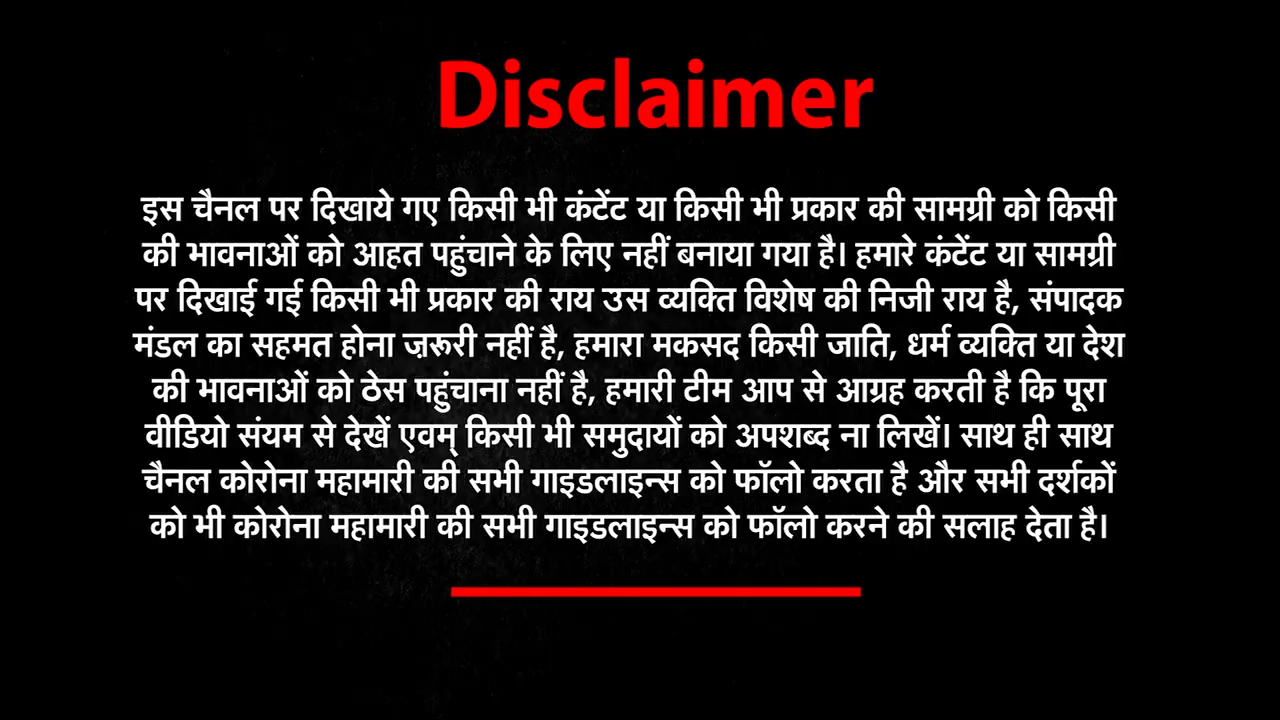 Disclaimer
इस चैनल पर दिखाये गए किसी भी कंटेंट या किसी भी प्रकार की सामग्री को किसी
की भावनाओं को आहत पहुंचाने के लिए नहीं बनाया गया है। हमारे कंटेंट या सामग्री
पर दिखाई गई किसी भी प्रकार की राय उस व्यक्ति विशेष की निजी राय है, संपादक
मंडल का सहमत होना ज़रूरी नहीं है, हमारा मकसद किसी जाति, धर्म व्यक्ति या देश
की भावनाओं को ठेस पहुंचाना नहीं है, हमारी टीम आप से आग्रह करती है कि पूरा
वीडियो संयम से देखें एवम् किसी भी समुदायों को अपशब्द ना लिखें। साथ ही साथ
चैनल कोरोना महामारी की सभी गाइडलाइन्स को फॉलो करता है और सभी दर्शकों
को भी कोरोना महामारी की सभी गाइडलाइन्स को फॉलो करने की सलाह देता है।